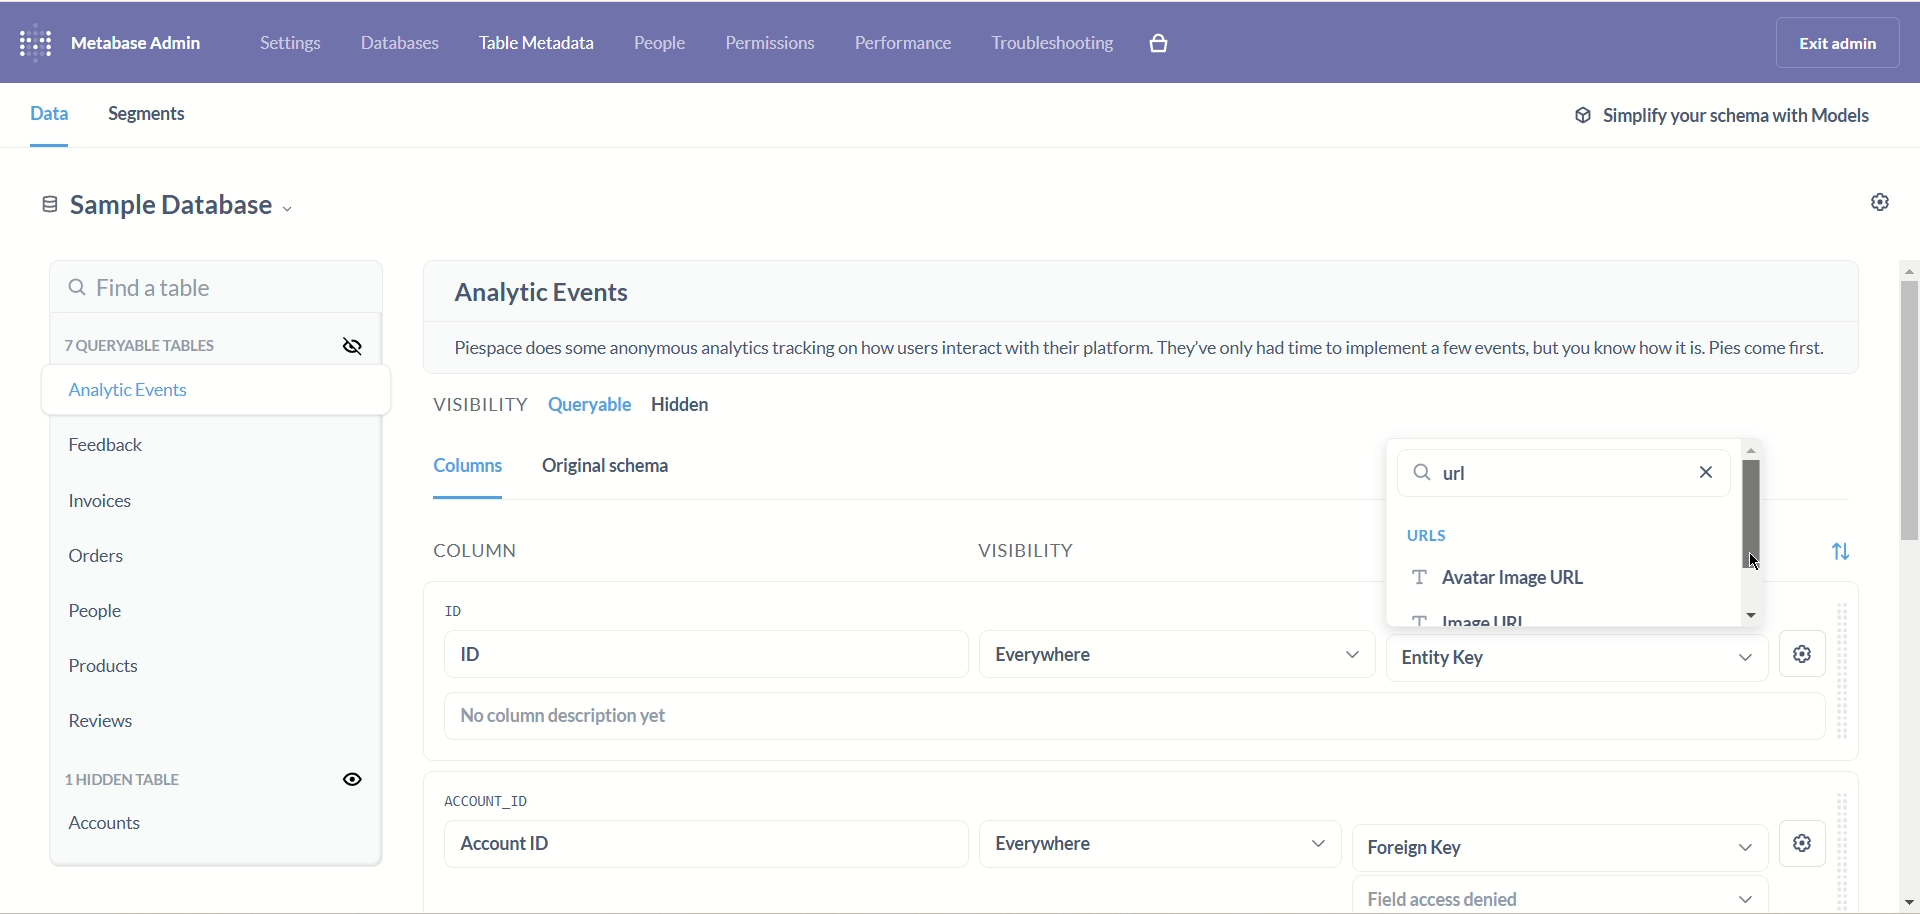 Metabase Admin
Settings
Databases
Table Metadata
People
Permissions
Performance
Troubleshooting
Exit admin
Data
Segments
Simplify your schema with Models
Sample Database
Find a table
7 QUERYABLE TABLES
Analytic Events
Feedback
Invoices
Orders
People
Products
Reviews
1 HIDDEN TABLE
Accounts
Analytic Events
Piespace does some anonymous analytics tracking on how users interact with their platform. They've only had time to implement a few events, but you know how it is. Pies come first.
VISIBILITY Queryable Hidden
Columns
Original schema
url
URLS
Avatar Image URL
Image URL
COLUMN
VISIBILITY
ID
ID
Everywhere
Entity Key
No column description yet
ACCOUNT_ID
Account ID
Everywhere
Foreign Key
Field access denied